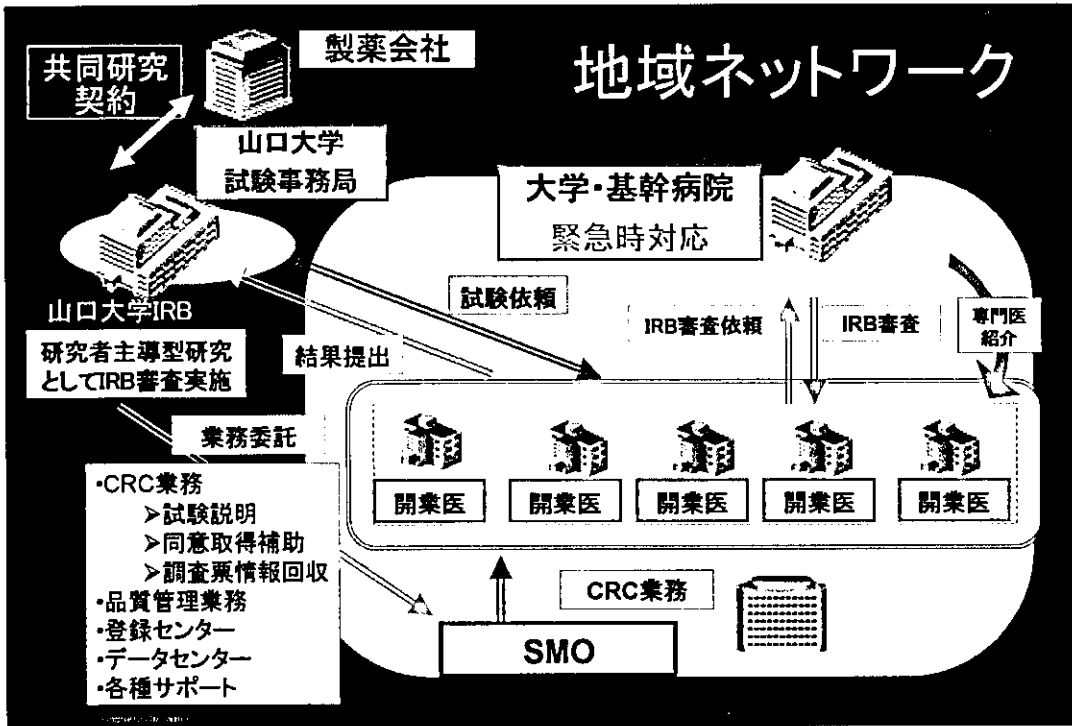 地域ネットワーク
製薬会社
共同研究
契約
山口大学
試験事務局
大学・基幹病院
緊急時対応
山口大学IRB
研究者主導型研究
としてIRB審査実施
試験依頼
結果提出
IRB審査依頼
IRB審査
専門医
紹介
業務委託
・CRC業務
➢試験説明
➢同意取得補助
➢調査票情報回収
・品質管理業務
・登録センター
・データセンター
・各種サポート
開業医
開業医
開業医
開業医
開業医
CRC業務
SMO